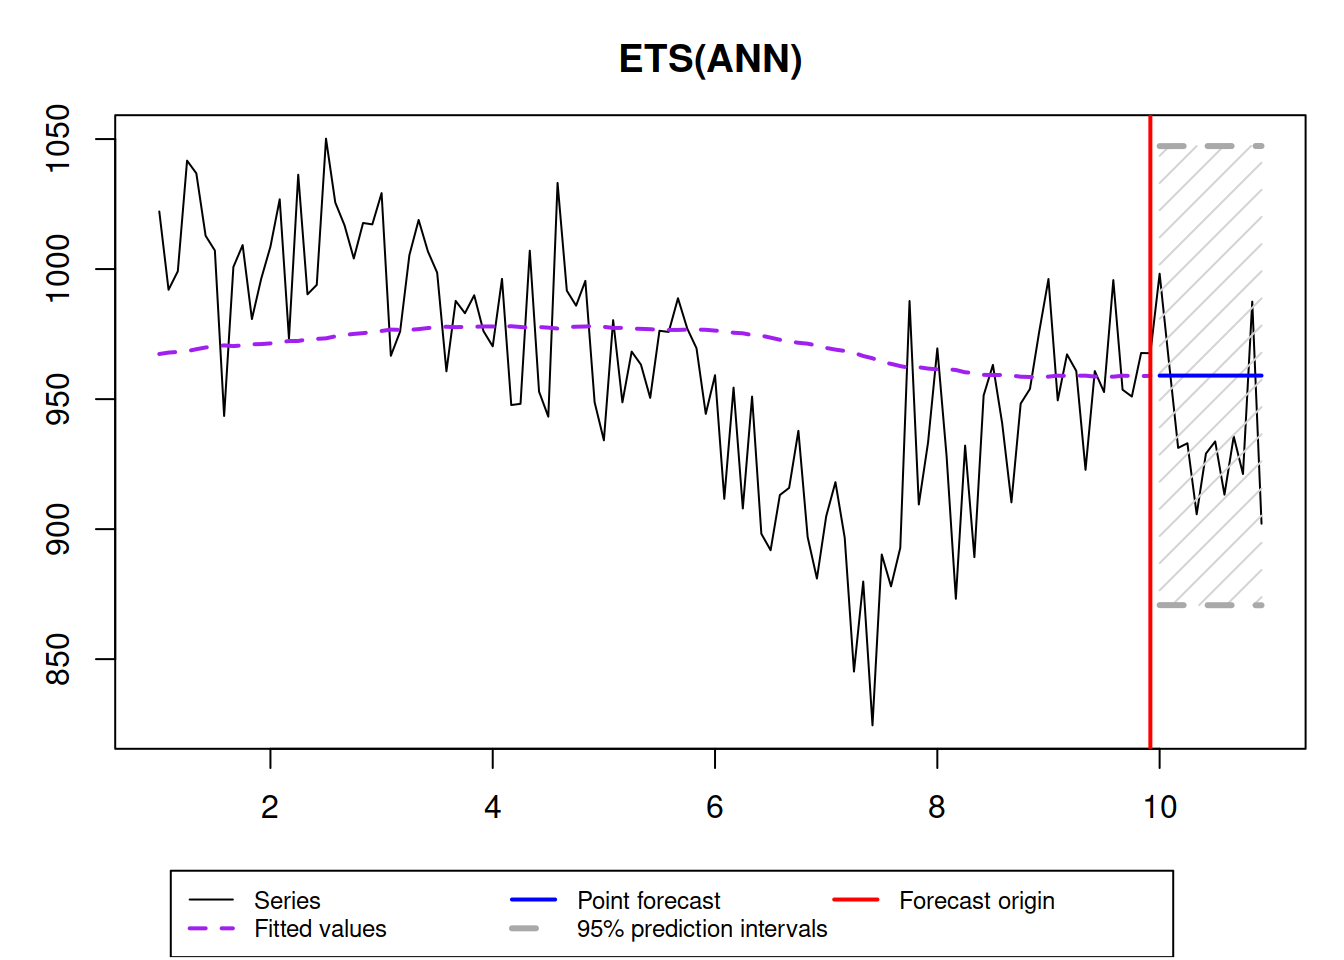 ETS(ANN)
1050
1000
950
900
850
2 4 6 8 10
Series Point forecast Forecast origin
Fitted values 95% prediction intervals